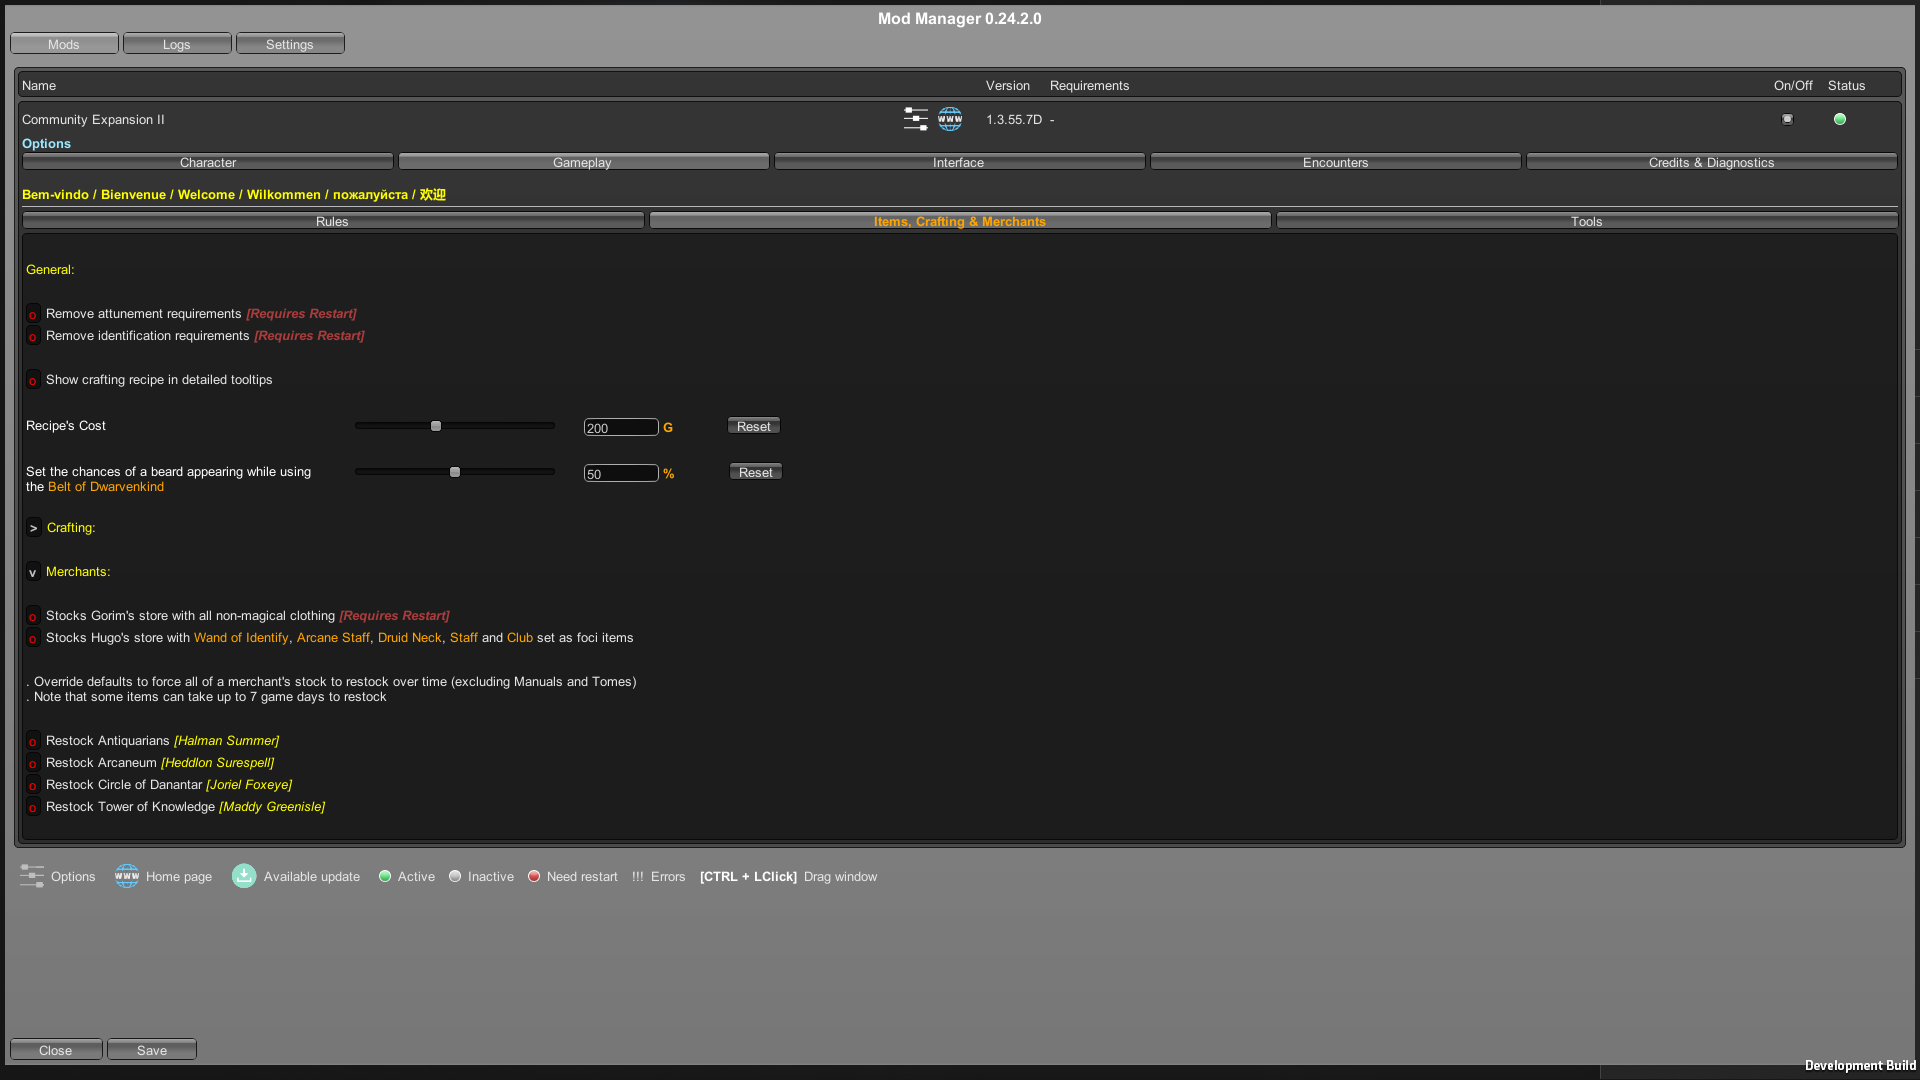 Mod Manager 0.24.2.0
Mods Logs Settings
Name Version Requirements On/Off Status
Community Expansion II WWW 1.3.55.7D - 
Options
Character Gameplay Interface Encounters Credits & Diagnostics
Bem-vindo / Bienvenue / Welcome / Wilkommen / пожалуйста / 欢迎
Rules Items, Crafting & Merchants Tools
General:
o Remove attunement requirements [Requires Restart]
o Remove identification requirements [Requires Restart]
o Show crafting recipe in detailed tooltips
Recipe's Cost 200 G Reset
Set the chances of a beard appearing while using 50 % Reset
the Belt of Dwarvenkind
> Crafting:
v Merchants:
o Stocks Gorim's store with all non-magical clothing [Requires Restart]
o Stocks Hugo's store with Wand of Identify, Arcane Staff, Druid Neck, Staff and Club set as foci items
. Override defaults to force all of a merchant's stock to restock over time (excluding Manuals and Tomes)
. Note that some items can take up to 7 game days to restock
o Restock Antiquarians [Halman Summer]
o Restock Arcaneum [Heddlon Surespell]
o Restock Circle of Danantar [Joriel Foxeye]
o Restock Tower of Knowledge [Maddy Greenisle]
Options WWW Home page Available update Active Inactive Need restart !!! Errors [CTRL + LClick] Drag window
Close Save
Development Build